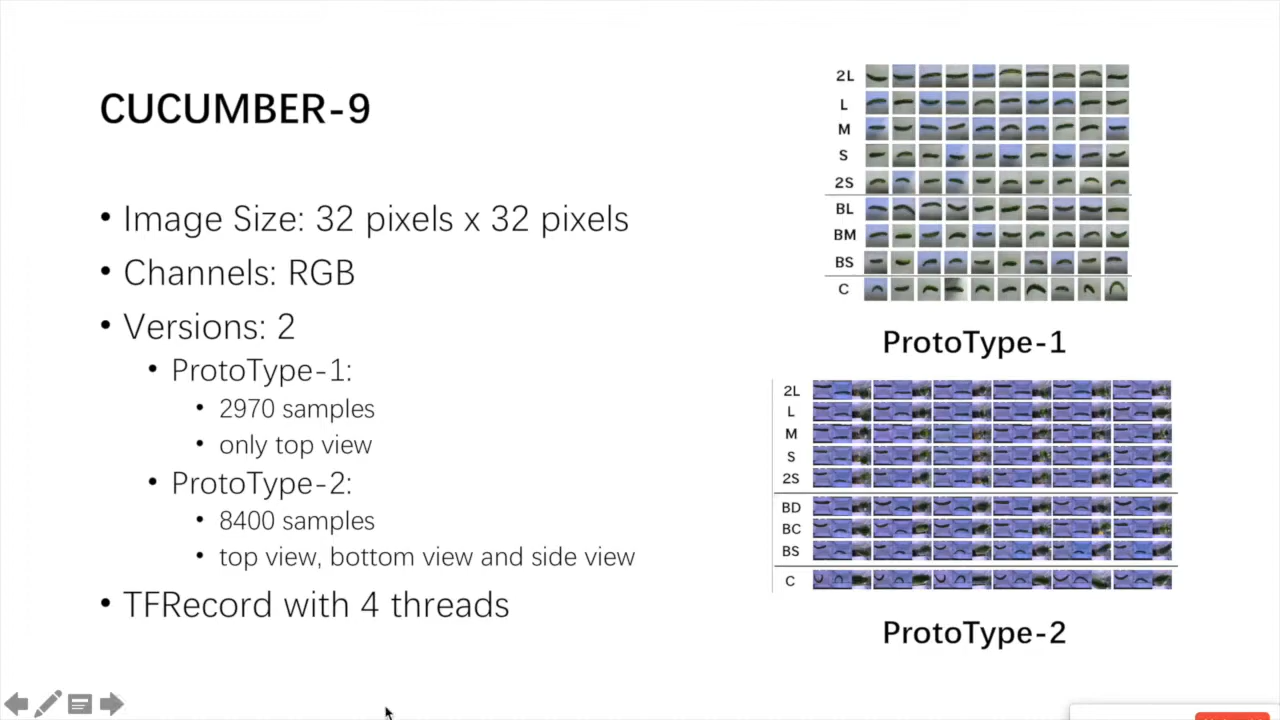 CUCUMBER-9
• Image Size: 32 pixels x 32 pixels
• Channels: RGB
• Versions: 2
• ProtoType-1:
• 2970 samples
• only top view
• ProtoType-2:
• 8400 samples
• top view, bottom view and side view
• TFRecord with 4 threads
2L
L
M
S
2S
BL
BM
BS
C
ProtoType-1
2L
L
M
S
2S
BD
BC
BS
C
ProtoType-2